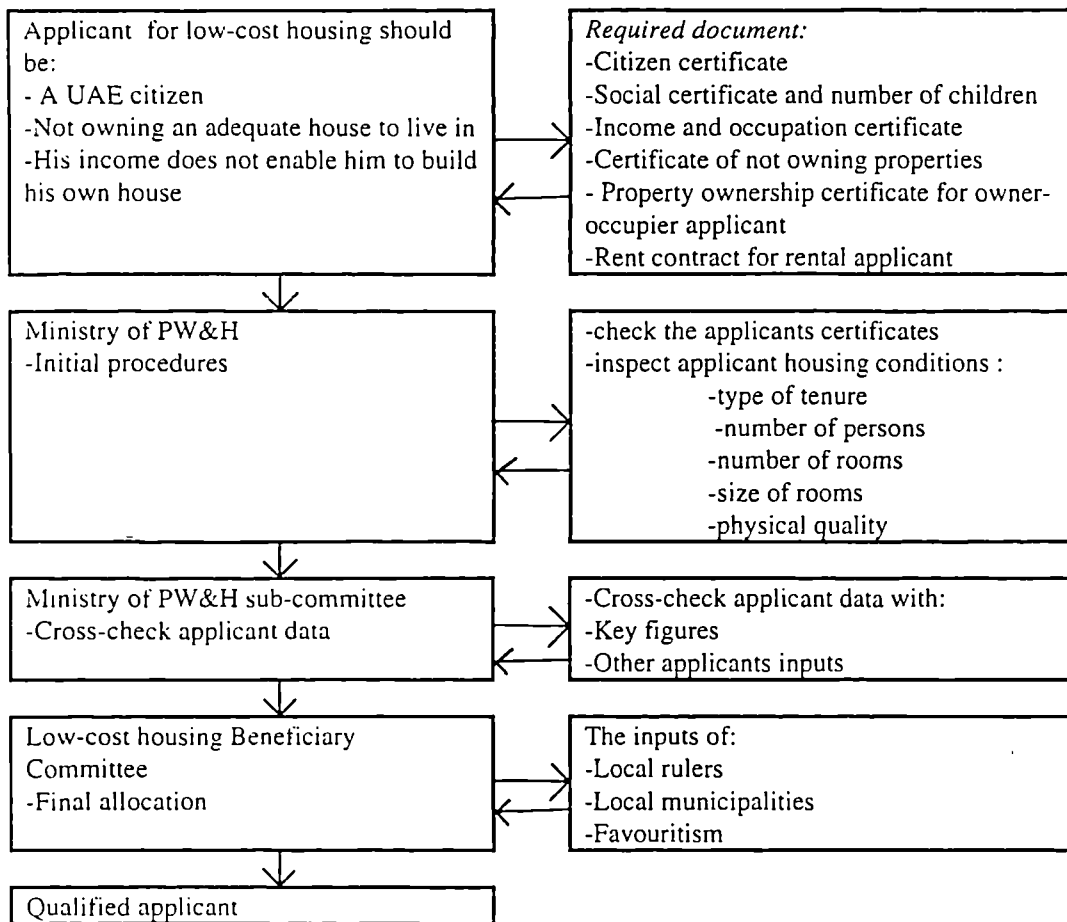 Applicant for low-cost housing should
be:
- A UAE citizen
-Not owning an adequate house to live in
-His income does not enable him to build
his own house
Required document:
-Citizen certificate
-Social certificate and number of children
-Income and occupation certificate
-Certificate of not owning properties
- Property ownership certificate for owner-
occupier applicant
-Rent contract for rental applicant
Ministry of PW&H
-Initial procedures
-check the applicants certificates
-inspect applicant housing conditions :
-type of tenure
-number of persons
-number of rooms
-size of rooms
-physical quality
Ministry of PW&H sub-committee
-Cross-check applicant data
-Cross-check applicant data with:
-Key figures
-Other applicants inputs
Low-cost housing Beneficiary
Committee
-Final allocation
The inputs of:
-Local rulers
-Local municipalities
-Favouritism
Qualified applicant